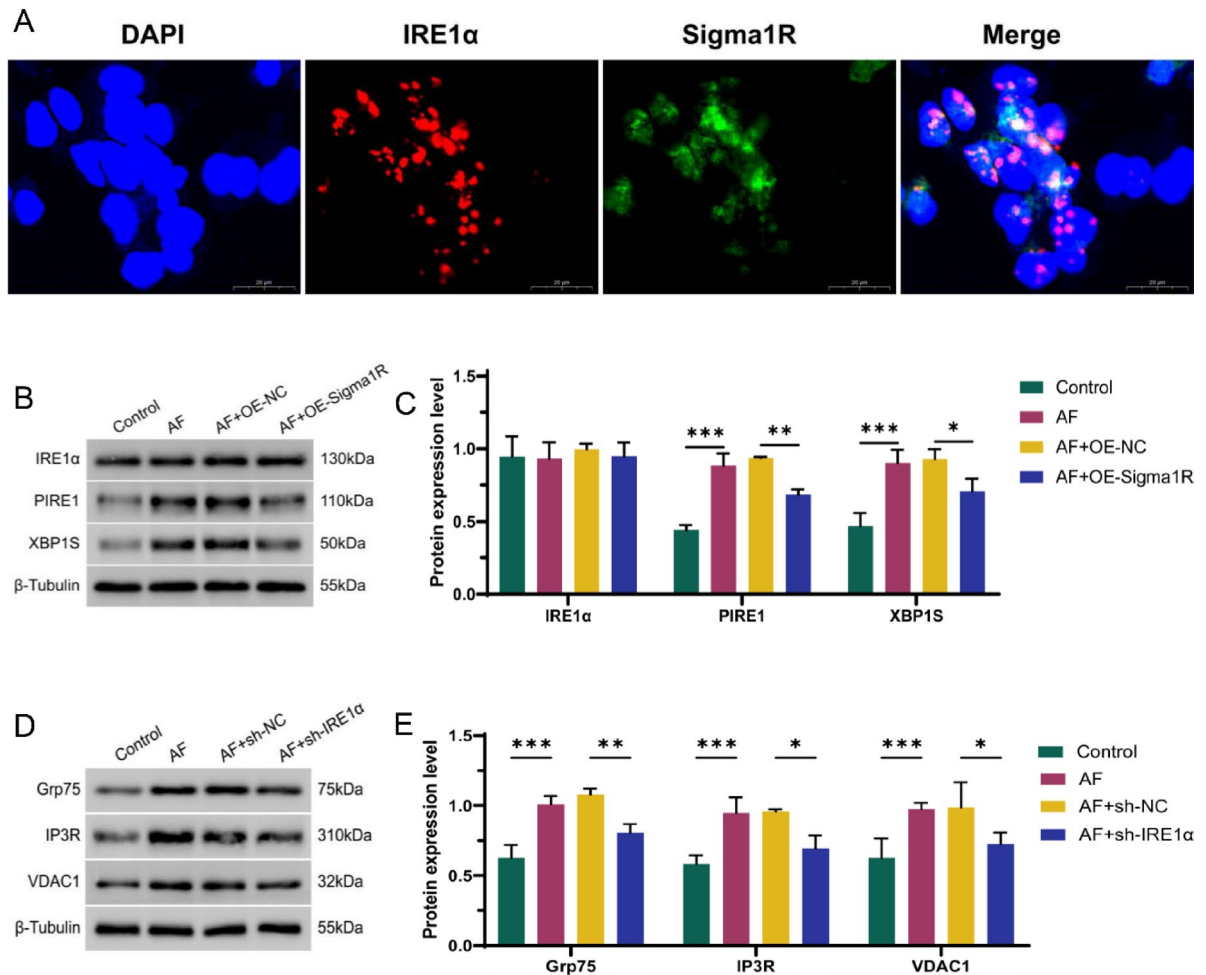 A
DAPI
IRE1α
Sigma1R
Merge
20 μm
20 μm
20 μm
20 μm
B
Control
AF
AF+OE-NC
AF+OE-Sigma1R
IRE1α
130kDa
PIRE1
110kDa
XBP1S
50kDa
β-Tubulin
55kDa
C
Protein expression level
1.5
1.0
0.5
0.0
***
**
***
*
IRE1α
PIRE1
XBP1S
Control
AF
AF+OE-NC
AF+OE-Sigma1R
D
Control
AF
AF+sh-NC
AF+sh-IRE1α
Grp75
75kDa
IP3R
310kDa
VDAC1
32kDa
β-Tubulin
55kDa
E
Protein expression level
1.5
1.0
0.5
0.0
***
**
***
*
***
*
Grp75
IP3R
VDAC1
Control
AF
AF+sh-NC
AF+sh-IRE1α